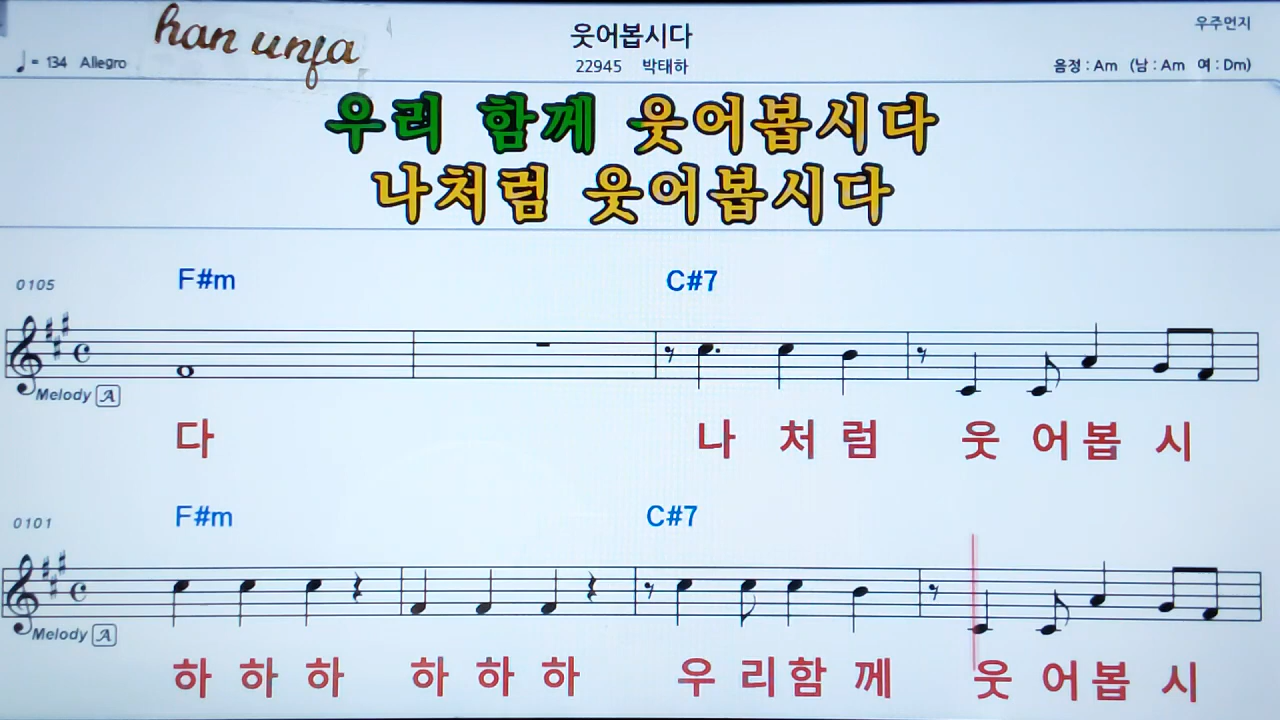 han unja
웃어봅시다
우주먼지
♩= 134 Allegro
22945 박태하
음정 : Am (남 : Am 여 : Dm)
우리 함께 웃어봅시다
나처럼 웃어봅시다
0105 F#m C#7
Melody A
다 나 처 럼 웃 어 봅 시
0101 F#m C#7
Melody A
하 하 하 하 하 하 우 리 함 께 웃 어 봅 시